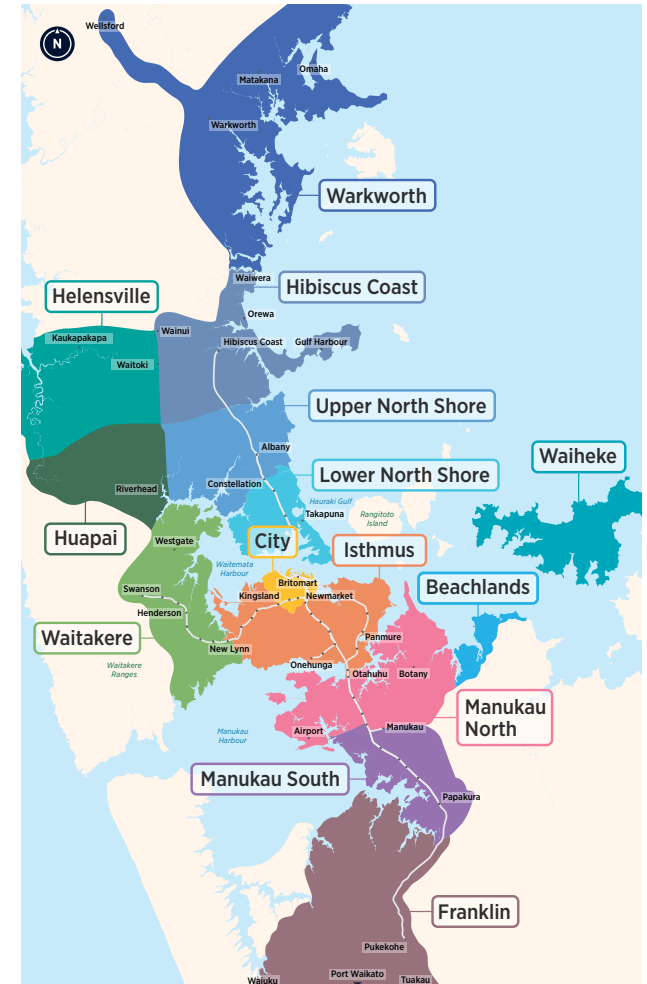 Wellsford
N
Omaha
Matakana
Warkworth
Warkworth
Waiwera
Hibiscus Coast
Helensville
Orewa
Wainui
Kaukapakapa
Hibiscus Coast
Gulf Harbour
Waitoki
Upper North Shore
Albany
Waiheke
Lower North Shore
Constellation
Riverhead
Hauraki Gulf
Takapuna
Rangitoto
Island
Huapai
Westgate
City
Isthmus
Waitemata
Harbour
Britomart
Beachlands
Swanson
Kingsland
Newmarket
Henderson
Waitakere
Panmure
New Lynn
Onehunga
Waitakere
Ranges
Otahuhu
Botany
Manukau
North
Manukau
Airport
Manukau
Harbour
Manukau South
Papakura
Franklin
Pukekohe
Port Waikato
Waiuku
Tuakau